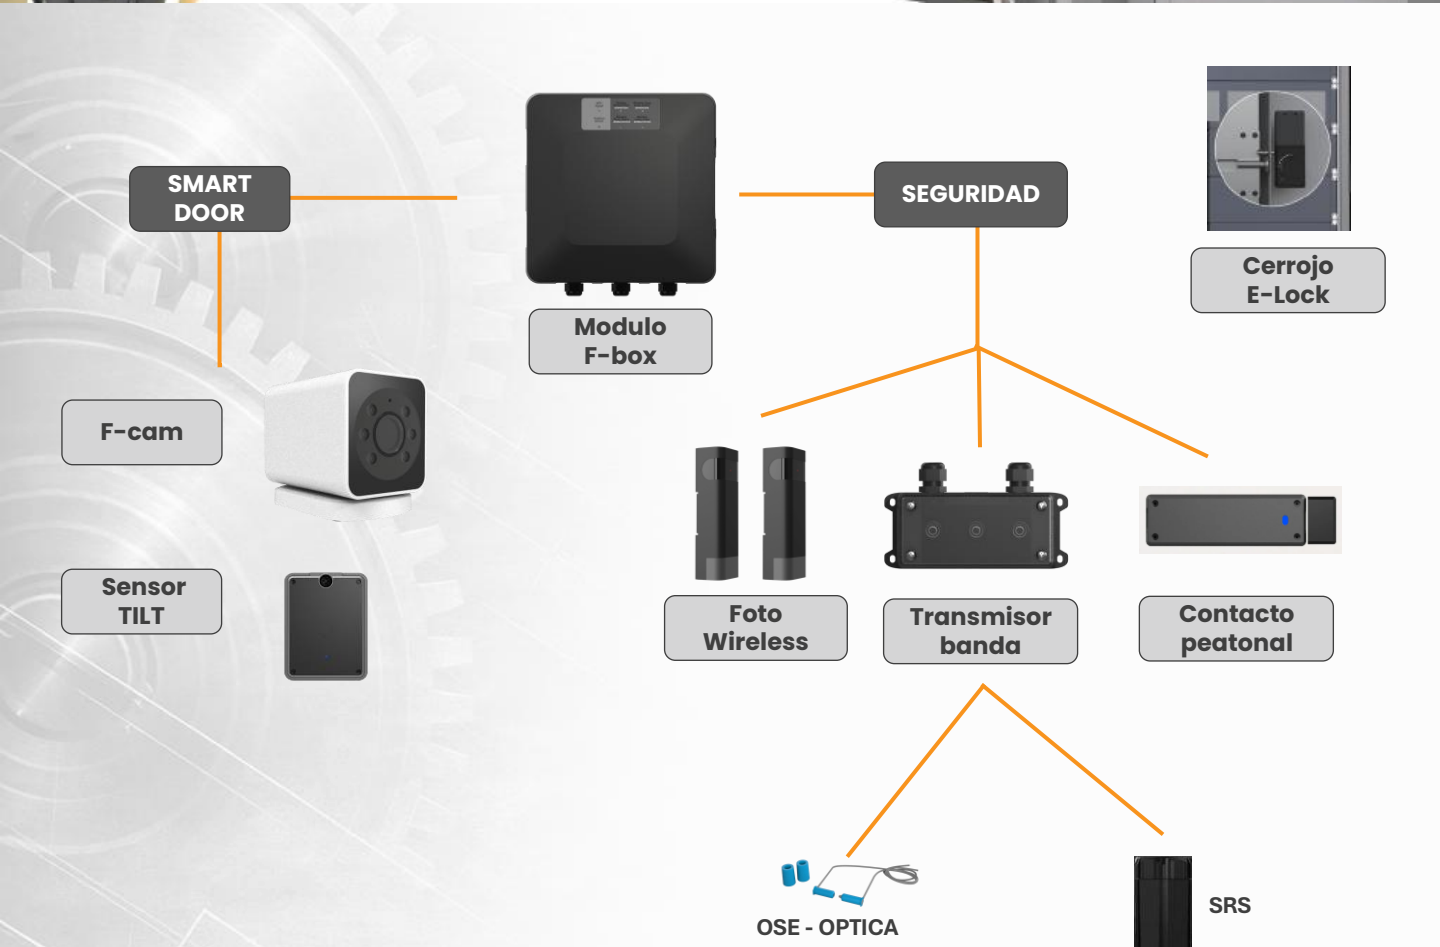 SMART
DOOR
SEGURIDAD
Cerrojo
E-Lock
Modulo
F-box
F-cam
Sensor
TILT
Foto
Wireless
Transmisor
banda
Contacto
peatonal
OSE - OPTICA
SRS